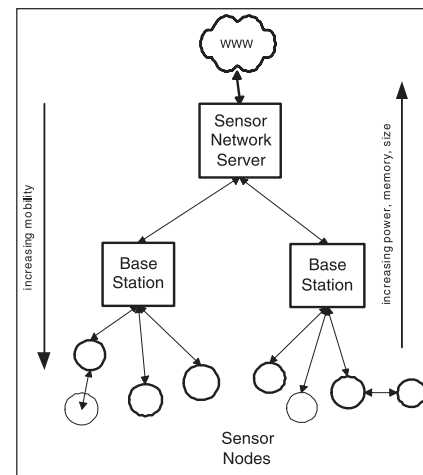 www
Sensor
Network
Server
increasing mobility
increasing power, memory, size
Base
Station
Base
Station
Sensor
Nodes